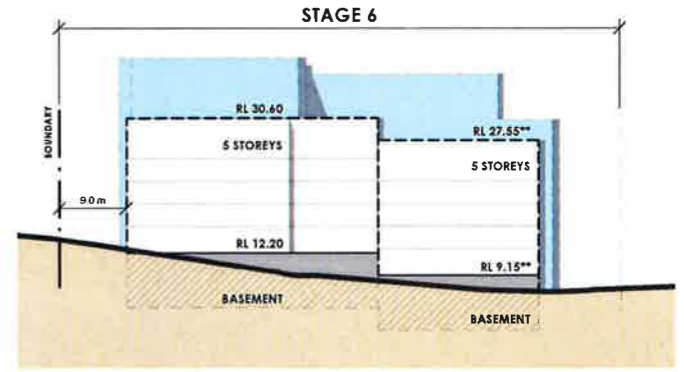 STAGE 6
BOUNDARY
9.0m
RL 30.60
5 STOREYS
RL 27.55**
5 STOREYS
RL 12.20
RL 9.15**
BASEMENT
BASEMENT